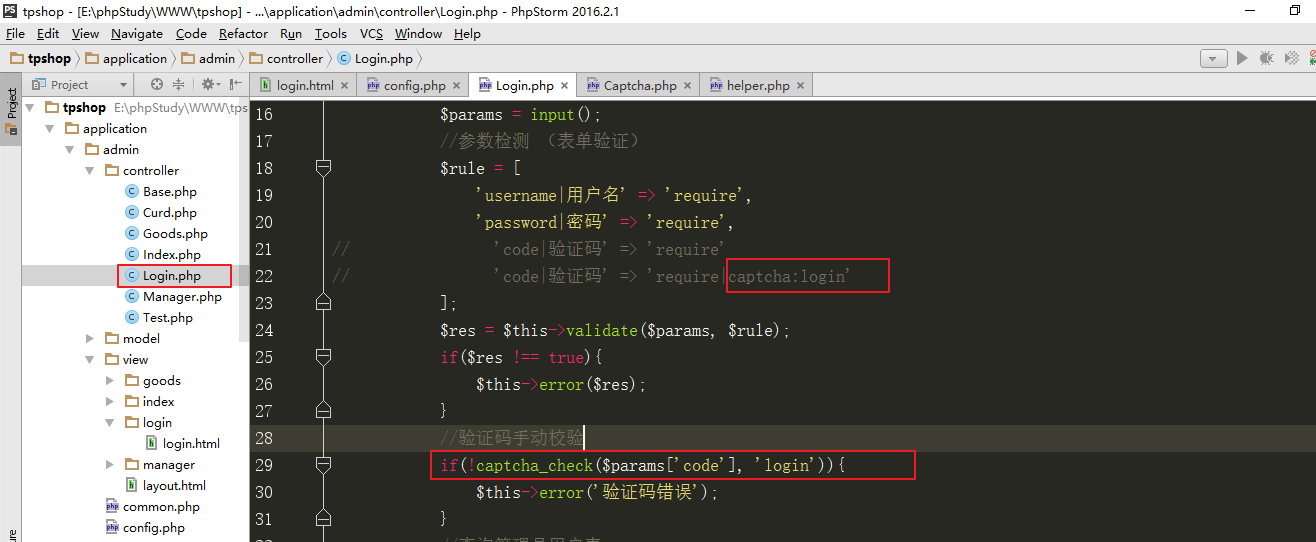 tpshop - [E:\phpStudy\WWW\tpshop] - ...\application\admin\controller\Login.php - PhpStorm 2016.2.1
File Edit View Navigate Code Refactor Run Tools VCS Window Help
tpshop application admin controller Login.php
Project
login.html config.php Login.php Captcha.php helper.php
Project
tpshop E:\phpStudy\WWW\tps
application
admin
controller
Base.php
Curd.php
Goods.php
Index.php
Login.php
Manager.php
Test.php
model
view
goods
index
login
login.html
manager
layout.html
common.php
config.php
16 $params = input();
17 //参数检测 （表单验证）
18 $rule = [
19 'username|用户名' => 'require',
20 'password|密码' => 'require',
21 // 'code|验证码' => 'require'
22 // 'code|验证码' => 'require|captcha:login'
23 ];
24 $res = $this->validate($params, $rule);
25 if($res !== true){
26 $this->error($res);
27 }
28 //验证码手动校验
29 if(!captcha_check($params['code'], 'login')){
30 $this->error('验证码错误');
31 }